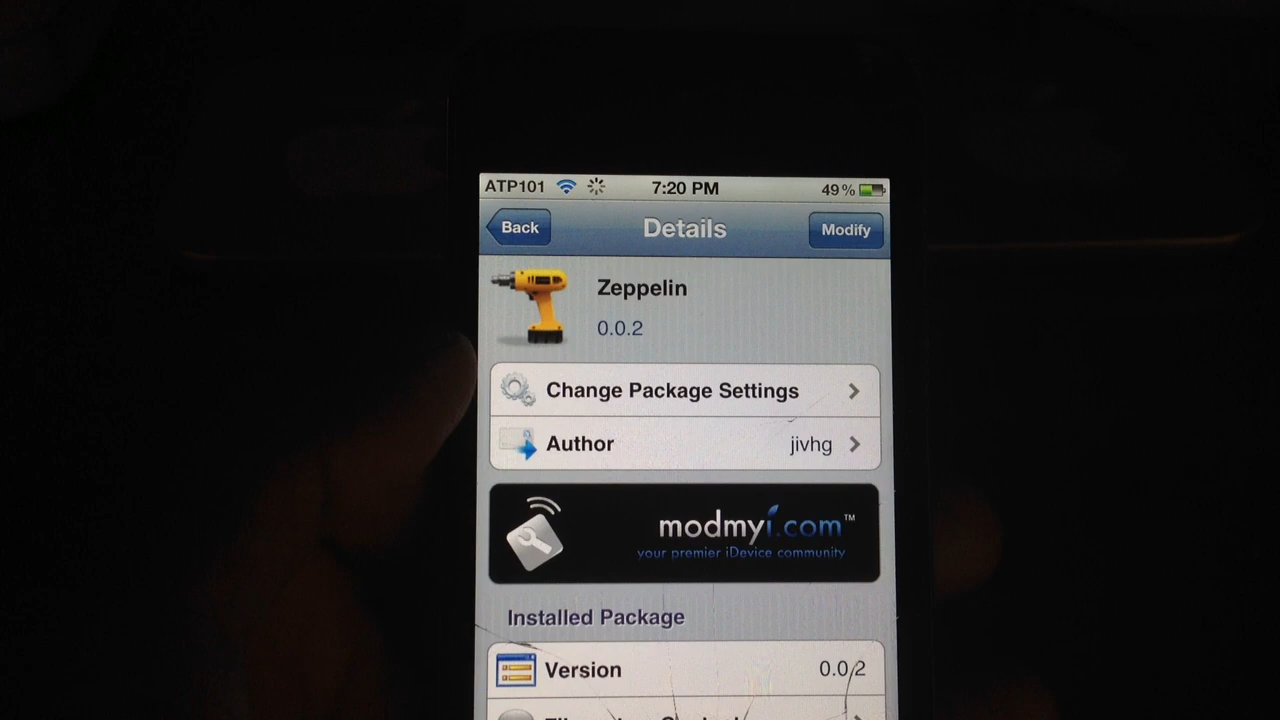 ATP101 7:20 PM 49%
Back Details Modify
Zeppelin
0.0.2
Change Package Settings
Author jivhg
modmyi.com™
your premier iDevice community
Installed Package
Version 0.0.2